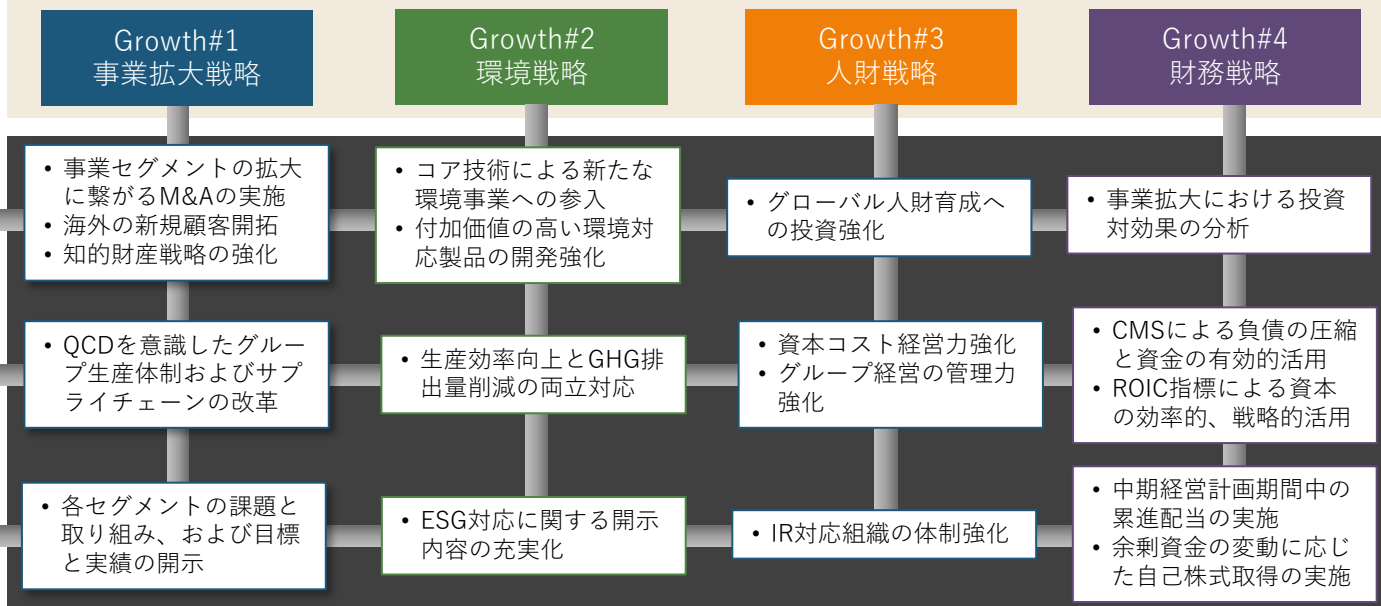 Growth#1
事業拡大戦略
Growth#2
環境戦略
Growth#3
人財戦略
Growth#4
財務戦略
• 事業セグメントの拡大
に繋がるM&Aの実施
• 海外の新規顧客開拓
• 知的財産戦略の強化
• コア技術による新たな
環境事業への参入
• 付加価値の高い環境対
応製品の開発強化
• グローバル人財育成へ
の投資強化
• 事業拡大における投資
対効果の分析
• QCDを意識したグルー
プ生産体制およびサプ
ライチェーンの改革
• 生産効率向上とGHG排
出量削減の両立対応
• 資本コスト経営力強化
• グループ経営の管理力
強化
• CMSによる負債の圧縮
と資金の有効的活用
• ROIC指標による資本
の効率的、戦略的活用
• 各セグメントの課題と
取り組み、および目標
と実績の開示
• ESG対応に関する開示
内容の充実化
• IR対応組織の体制強化
• 中期経営計画期間中の
累進配当の実施
• 余剰資金の変動に応じ
た自己株式取得の実施